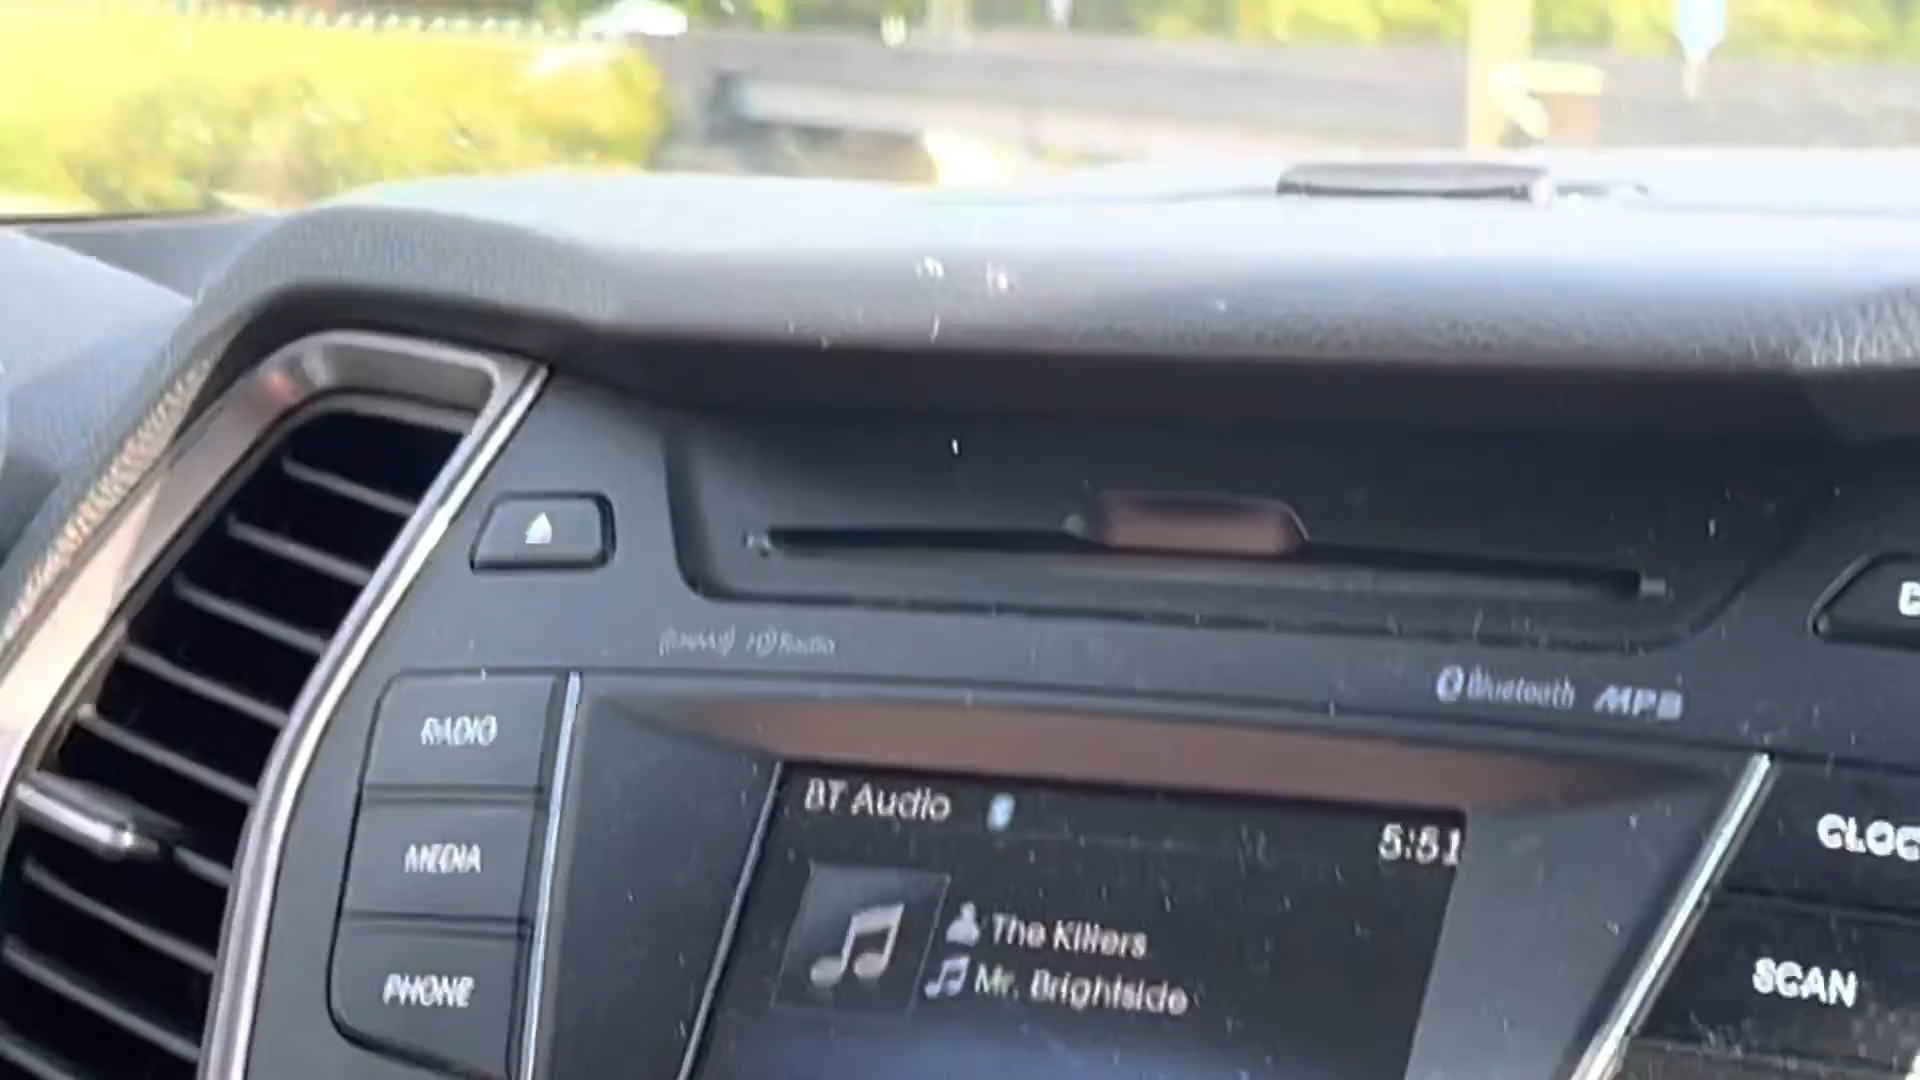 HD Radio
Bluetooth MP3
RADIO
MEDIA
PHONE
BT Audio
5:51
The Killers
Mr. Brightside
SCAN